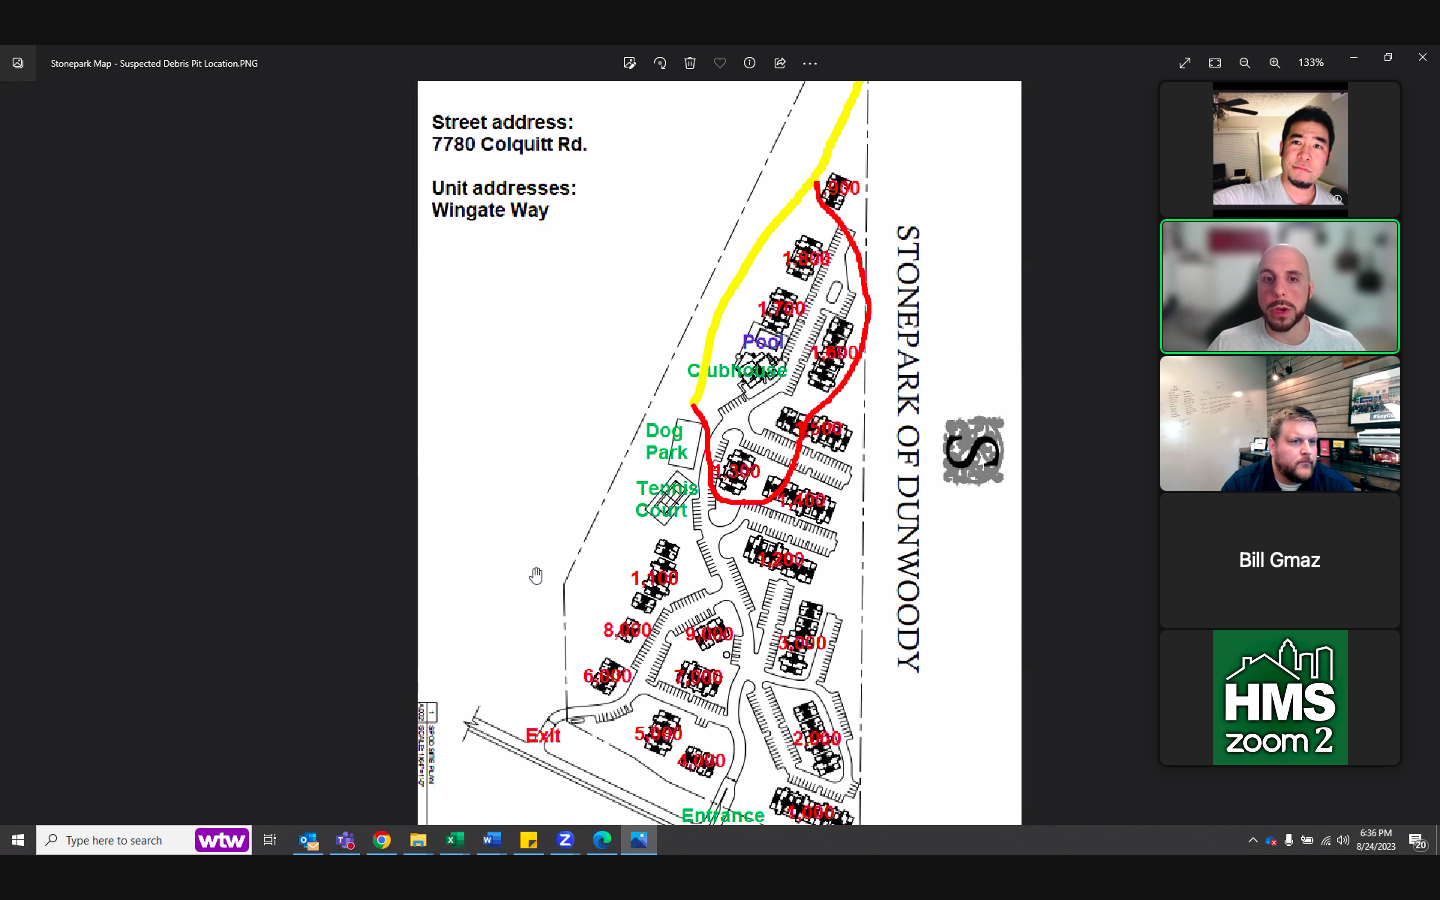 Stonepark Map - Suspected Debris Pit Location.PNG
133%
Street address:
7780 Colquitt Rd.
Unit addresses:
Wingate Way
900
1,800
1,700
Pool
1,600
Clubhouse
1,500
Dog
Park
1,300
Tennis
Court
1,400
1,200
1,100
8,000
9,000
3,000
6,000
7,000
5,000
2,000
4,000
Exit
Entrance
1,000
STONEPARK OF DUNWOODY
S
Bill Gmaz
HMS
zoom 2
Type here to search
wtw
6:36 PM
8/24/2023
20